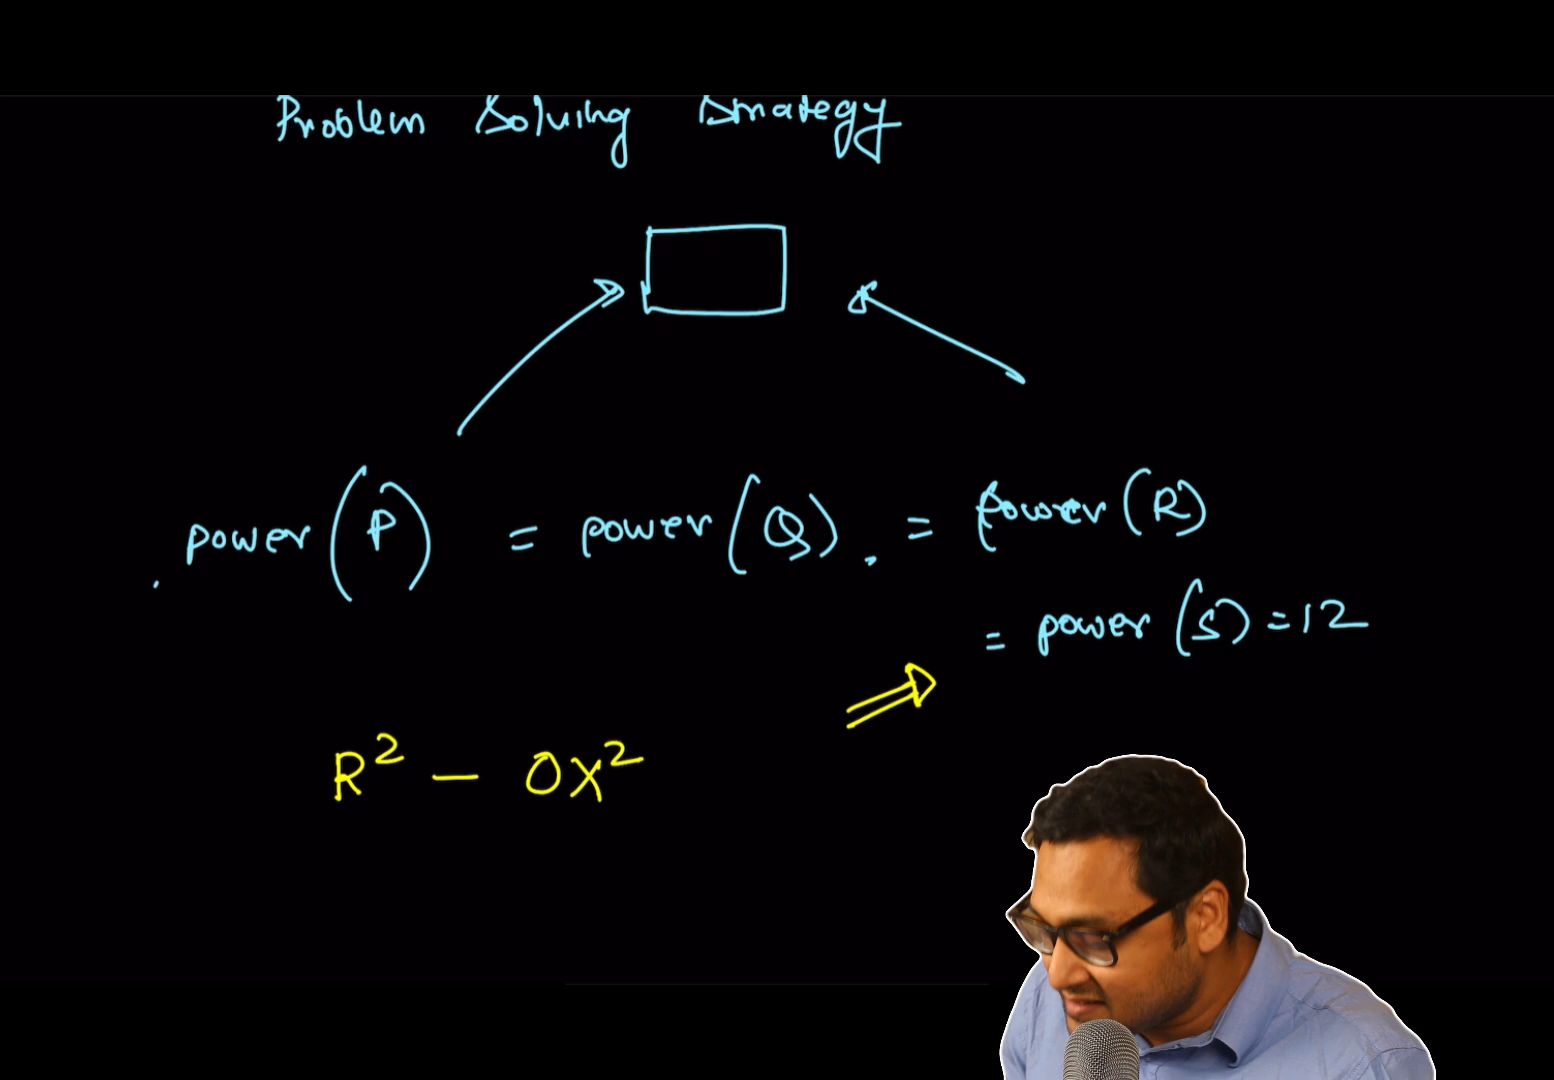 Problem Solving Strategy
power (P) = power (Q). = power (R)
= power (S) = 12
R² - OX²